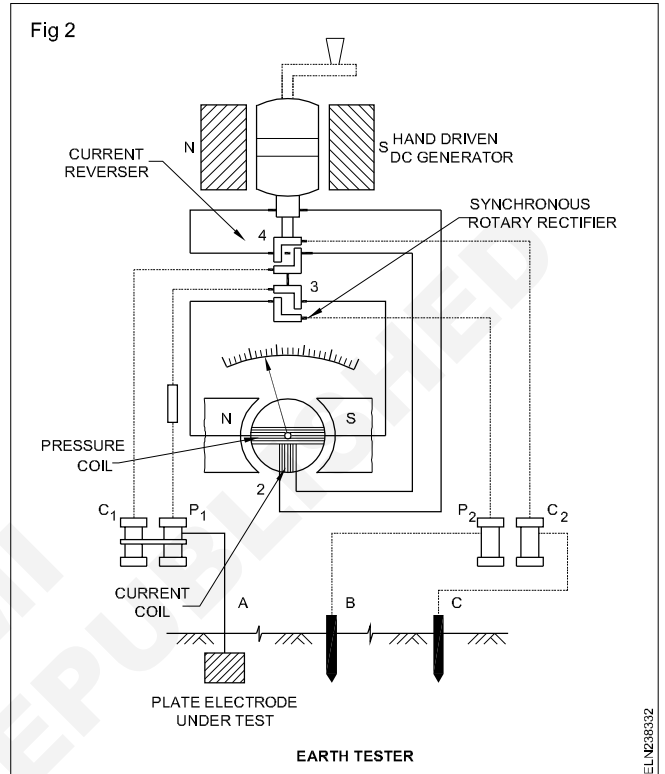 Fig 2
N
S
HAND DRIVEN
DC GENERATOR
CURRENT
REVERSER
SYNCHRONOUS
ROTARY RECTIFIER
4
3
N
S
PRESSURE
COIL
2
C1
P1
P2
C2
CURRENT
COIL
A
B
C
PLATE ELECTRODE
UNDER TEST
EARTH TESTER
ELN238332